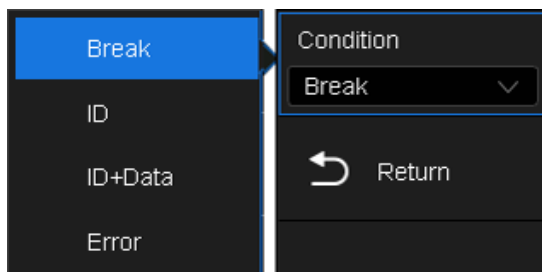 Break
ID
ID+Data
Error
Condition
Break
Return